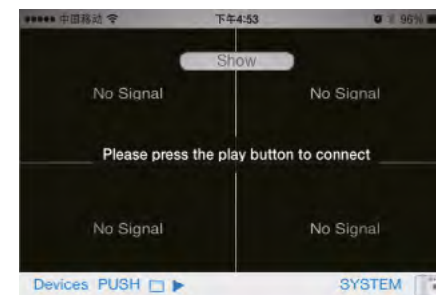 中国移动 下午4:53 96%
Show
No Signal No Signal
Please press the play button to connect
No Signal No Signal
Devices PUSH SYSTEM